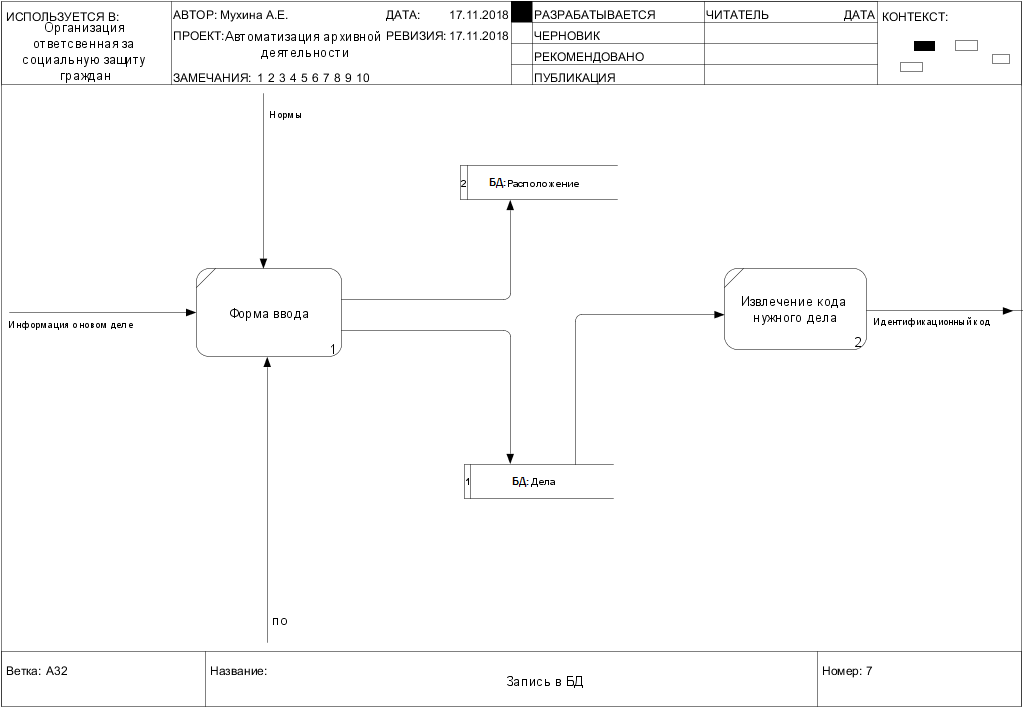 ИСПОЛЬЗУЕТСЯ В:
Организация
ответсвенная за
социальную защиту
граждан
АВТОР: Мухина А.Е.
ДАТА: 17.11.2018
ПРОЕКТ:Автоматизация архивной
деятельности
РЕВИЗИЯ: 17.11.2018
ЗАМЕЧАНИЯ: 1 2 3 4 5 6 7 8 9 10
РАЗРАБАТЫВАЕТСЯ
ЧЕРНОВИК
РЕКОМЕНДОВАНО
ПУБЛИКАЦИЯ
ЧИТАТЕЛЬ ДАТА
КОНТЕКСТ:
Нормы
2 БД:Расположение
Информация о новом деле
Форма ввода
1
Извлечение кода
нужного дела
2
Идентификационный код
1 БД:Дела
ПО
Ветка: A32
Название:
Запись в БД
Номер: 7